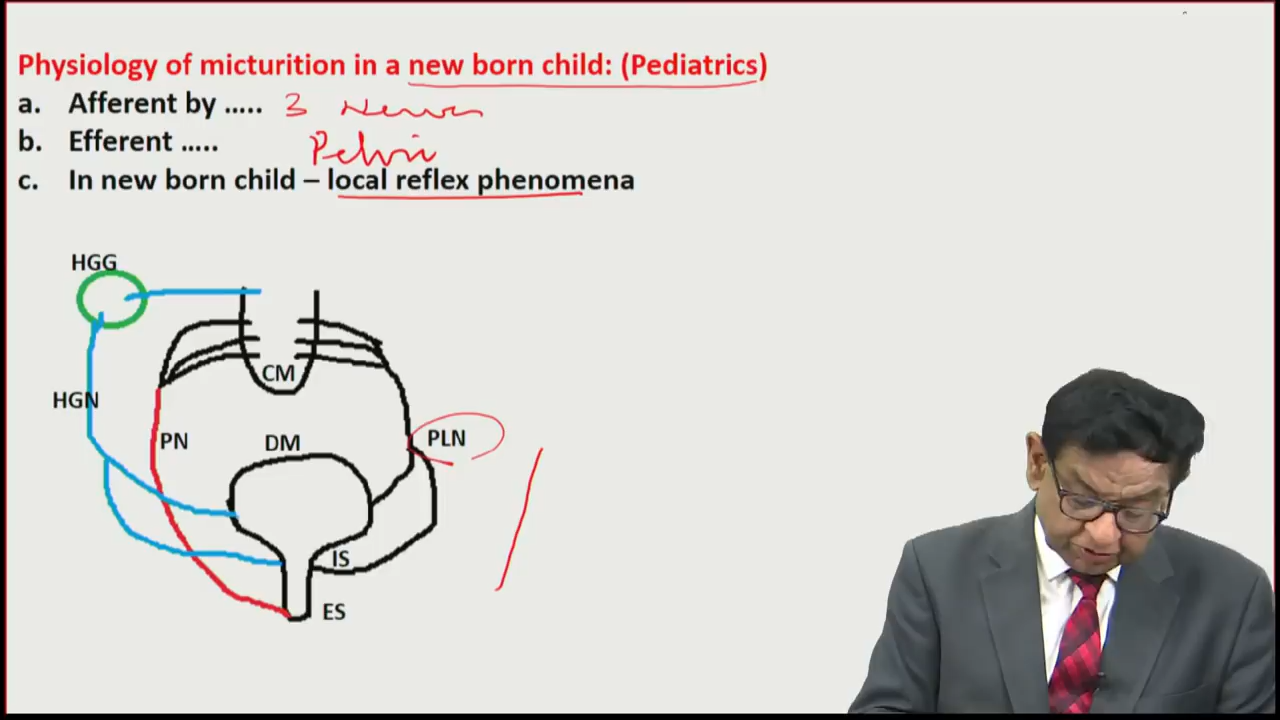 Physiology of micturition in a new born child: (Pediatrics)
a. Afferent by ..... 3 Nerves
b. Efferent ..... Pelvic
c. In new born child – local reflex phenomena
HGG
CM
HGN
PN
DM
PLN
IS
ES